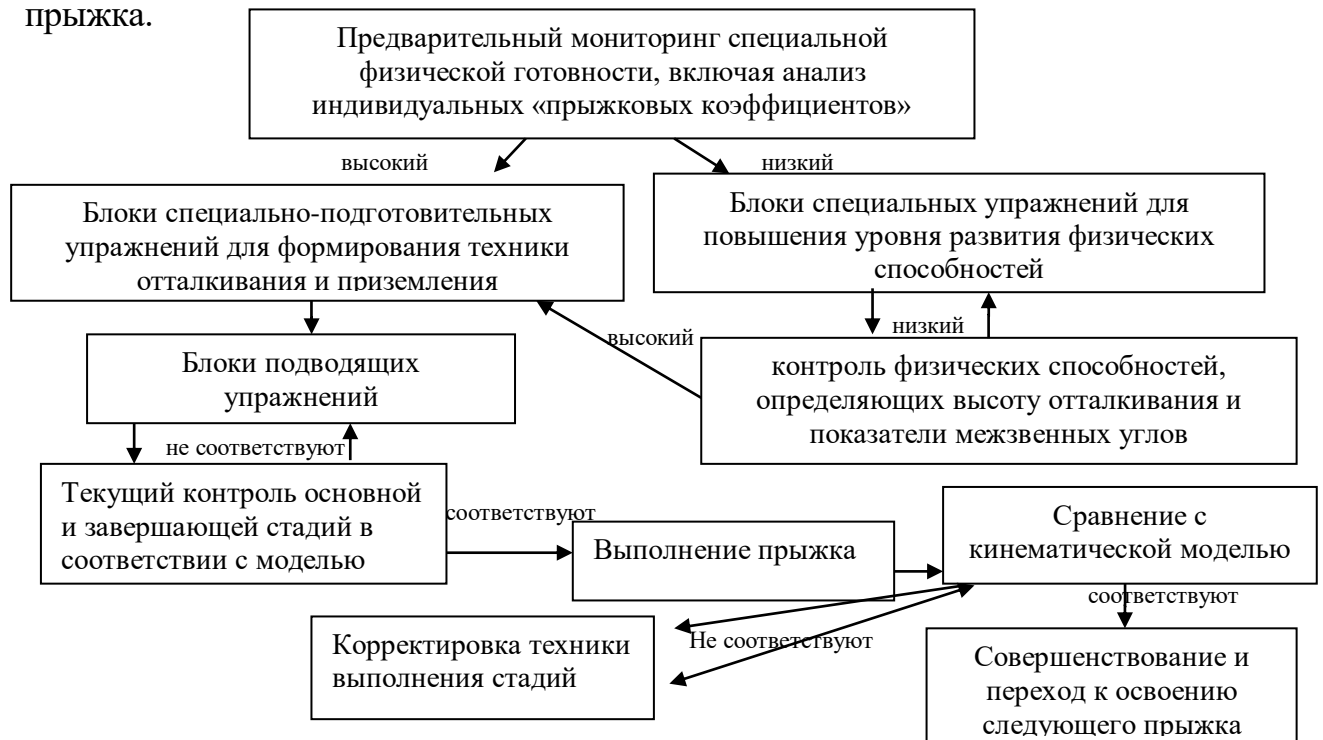 прыжка.
Предварительный мониторинг специальной
физической готовности, включая анализ
индивидуальных «прыжковых коэффициентов»
высокий
низкий
Блоки специально-подготовительных
упражнений для формирования техники
отталкивания и приземления
Блоки специальных упражнений для
повышения уровня развития физических
способностей
низкий
высокий
Блоки подводящих
упражнений
контроль физических способностей,
определяющих высоту отталкивания и
показатели межзвенных углов
не соответствуют
Текущий контроль основной
и завершающей стадий в
соответствии с моделью
соответствуют
Выполнение прыжка
Сравнение с
кинематической моделью
соответствуют
Не соответствуют
Корректировка техники
выполнения стадий
Совершенствование и
переход к освоению
следующего прыжка